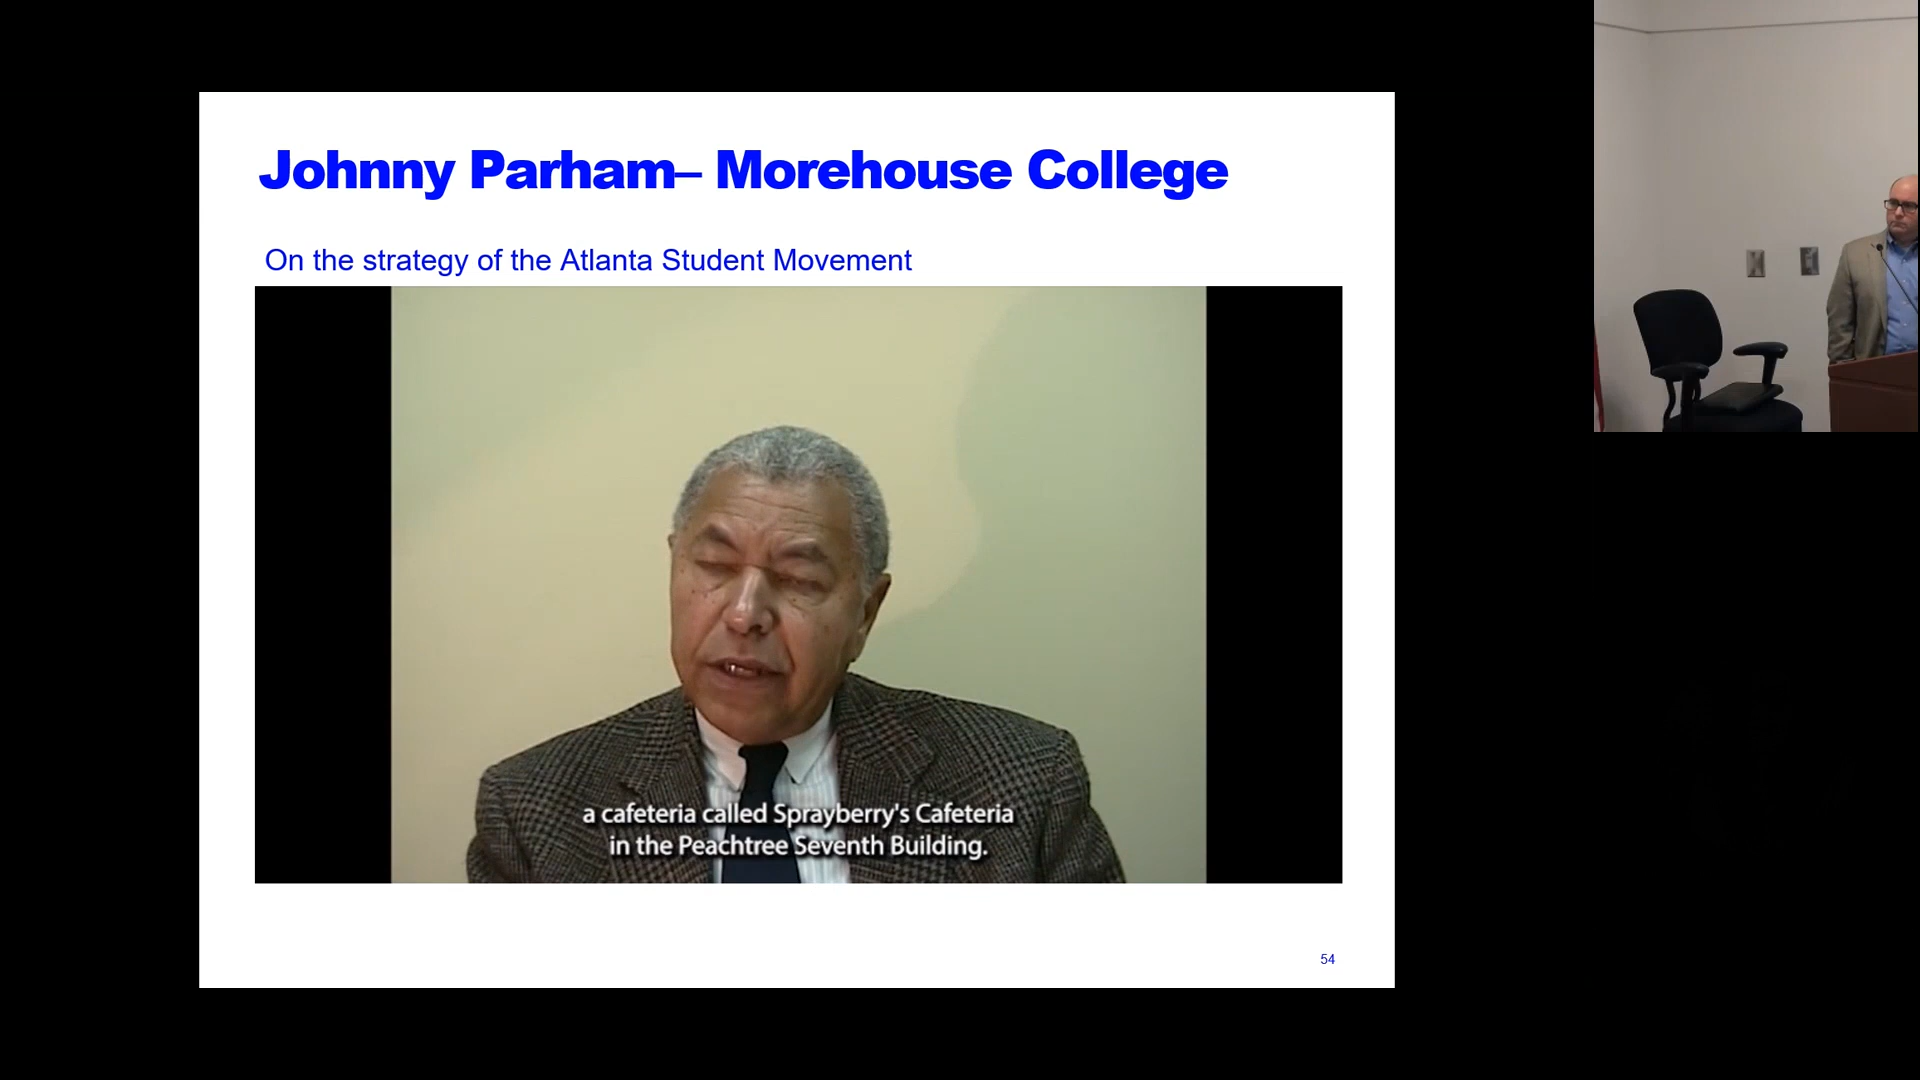 Johnny Parham– Morehouse College
On the strategy of the Atlanta Student Movement
a cafeteria called Sprayberry's Cafeteria
in the Peachtree Seventh Building.
54